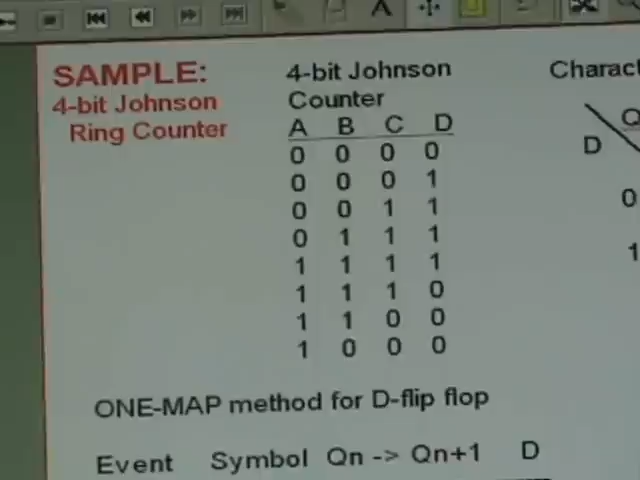 SAMPLE:
4-bit Johnson
Ring Counter
4-bit Johnson
Counter
A B C D
0 0 0 0
0 0 0 1
0 0 1 1
0 1 1 1
1 1 1 1
1 1 1 0
1 1 0 0
1 0 0 0
Charact
Q
D
0
1
ONE-MAP method for D-flip flop
Event Symbol Qn -> Qn+1 D